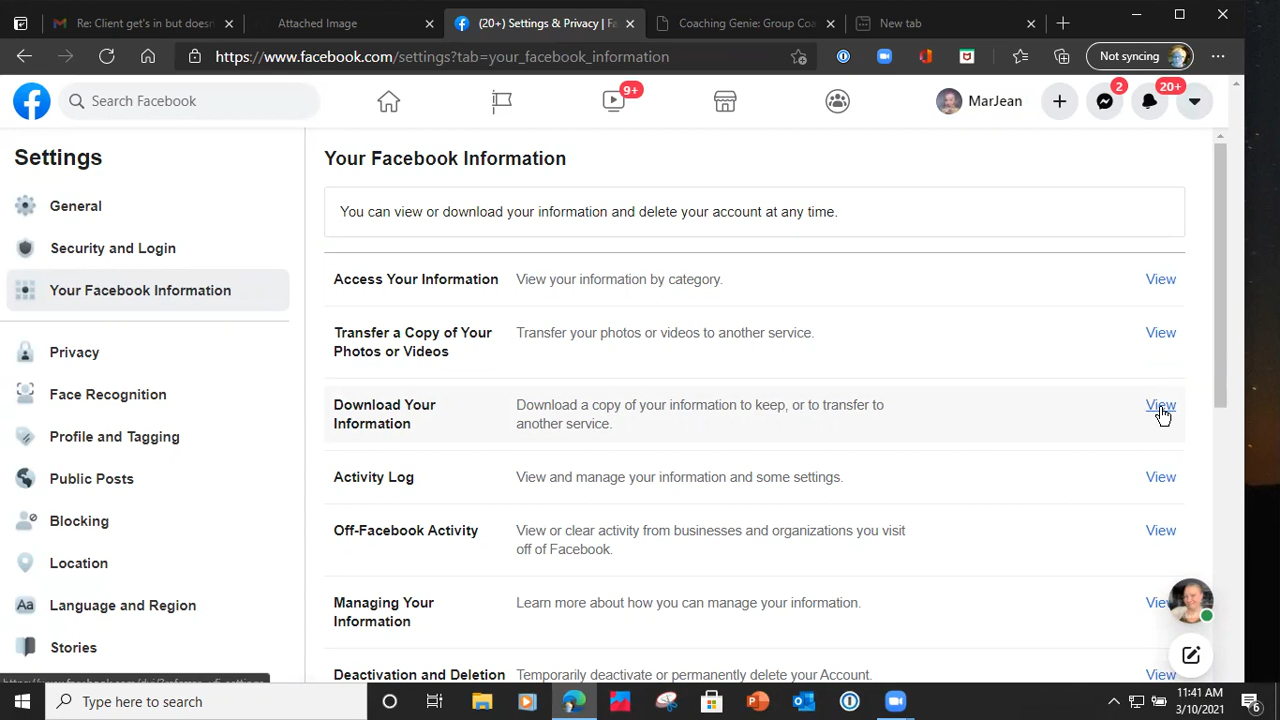 Re: Client get's in but doesn
Attached Image
(20+) Settings & Privacy | Fa
Coaching Genie: Group Coa
New tab
https://www.facebook.com/settings?tab=your_facebook_information
Not syncing
Search Facebook
9+
MarJean
2
20+
Settings
General
Security and Login
Your Facebook Information
Privacy
Face Recognition
Profile and Tagging
Public Posts
Blocking
Location
Aa
Language and Region
Stories
Your Facebook Information
You can view or download your information and delete your account at any time.
Access Your Information View your information by category. View
Transfer a Copy of Your Transfer your photos or videos to another service. View
Photos or Videos
Download Your Download a copy of your information to keep, or to transfer to View
Information another service.
Activity Log View and manage your information and some settings. View
Off-Facebook Activity View or clear activity from businesses and organizations you visit View
off of Facebook.
Managing Your Learn more about how you can manage your information. View
Information
Deactivation and Deletion Temporarily deactivate or permanently delete your Account. View
Type here to search
11:41 AM
3/10/2021
6